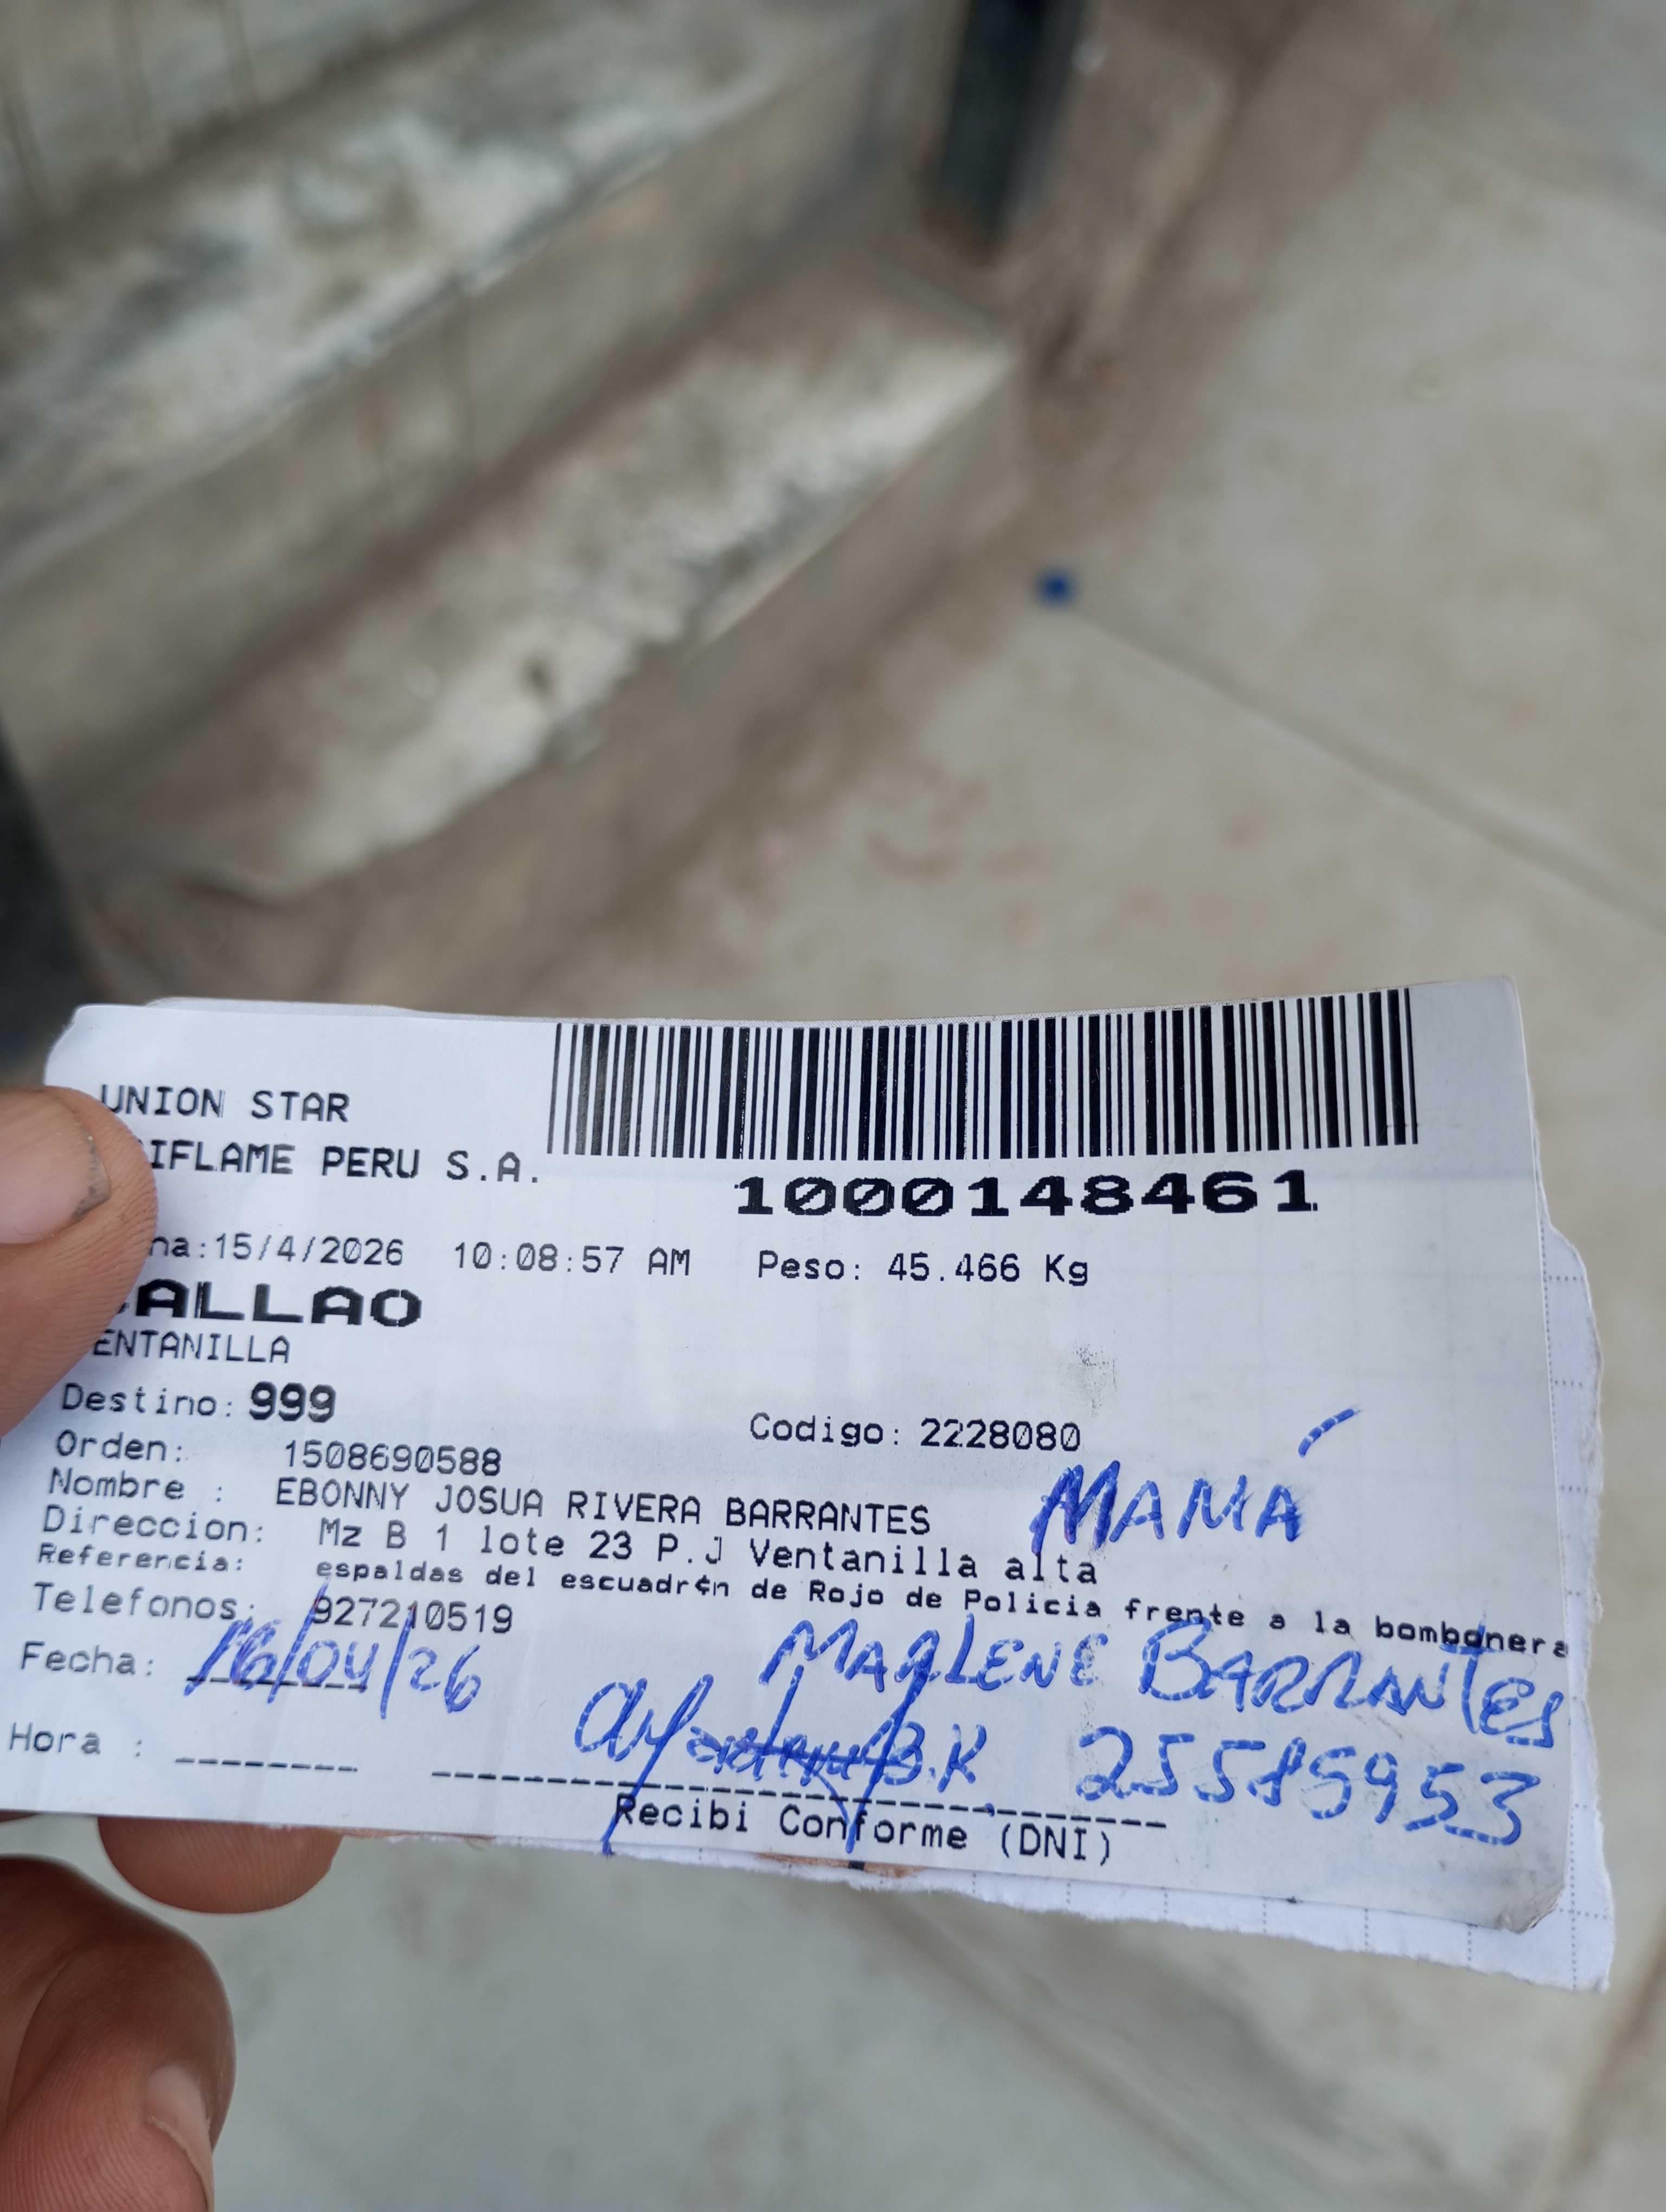 UNION STAR
IFLAME PERU S.A.
1000148461
ha:15/4/2026 10:08:57 AM Peso: 45.466 Kg
ALLAO
ENTANILLA
Destino: 999
Codigo: 2228080
Orden: 1508690588
Nombre : EBONNY JOSUA RIVERA BARRANTES
MAMÁ
Direccion: Mz B 1 lote 23 P.J Ventanilla alta
Referencia: espaldas del escuadr¢n de Rojo de Policia frente a la bombonera
Telefonos: 927210519
MARLENE BARRANTES
Fecha: 16/04/26
B.R. 25515953
Hora :
Recibi Conforme (DNI)